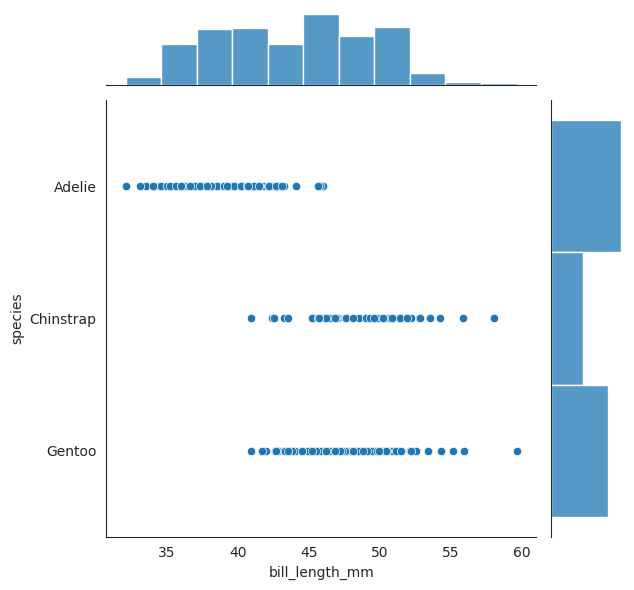 Adelie
Chinstrap
Gentoo
species
35 40 45 50 55 60
bill_length_mm